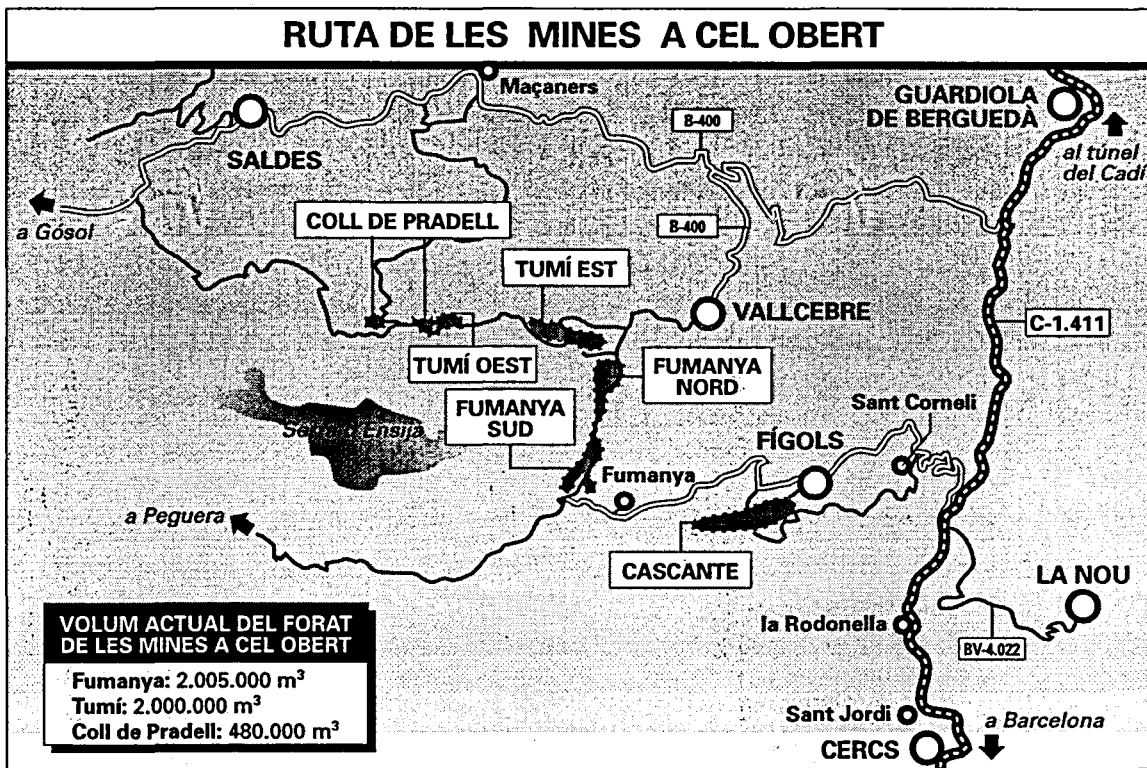 RUTA DE LES MINES A CEL OBERT
Maçaners
GUARDIOLA
DE BERGUEDÀ
B-400
SALDES
al túnel
del Cadí
a Gósol
COLL DE PRADELL
B-400
TUMÍ EST
VALLCEBRE
C-1.411
TUMÍ OEST
FUMANYA
NORD
FUMANYA
SUD
Sant Corneli
Ensija
FÍGOLS
Fumanya
a Peguera
CASCANTE
LA NOU
VOLUM ACTUAL DEL FORAT
DE LES MINES A CEL OBERT
la Rodonella
BV-4.022
Fumanya: 2.005.000 m³
Tumí: 2.000.000 m³
Coll de Pradell: 480.000 m³
Sant Jordi
a Barcelona
CERCS